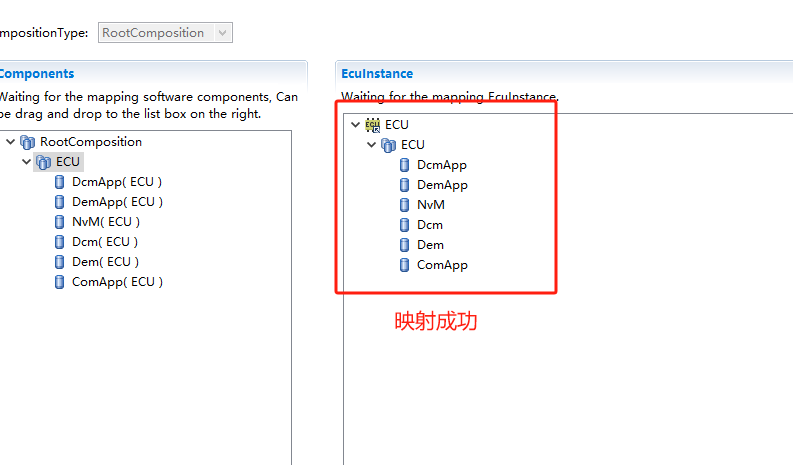 mpositionType: RootComposition
Components
Waiting for the mapping software components, Can
be drag and drop to the list box on the right.
RootComposition
ECU
DcmApp( ECU )
DemApp( ECU )
NvM( ECU )
Dcm( ECU )
Dem( ECU )
ComApp( ECU )
EcuInstance
Waiting for the mapping EcuInstance.
ECU
ECU
DcmApp
DemApp
NvM
Dcm
Dem
ComApp
映射成功